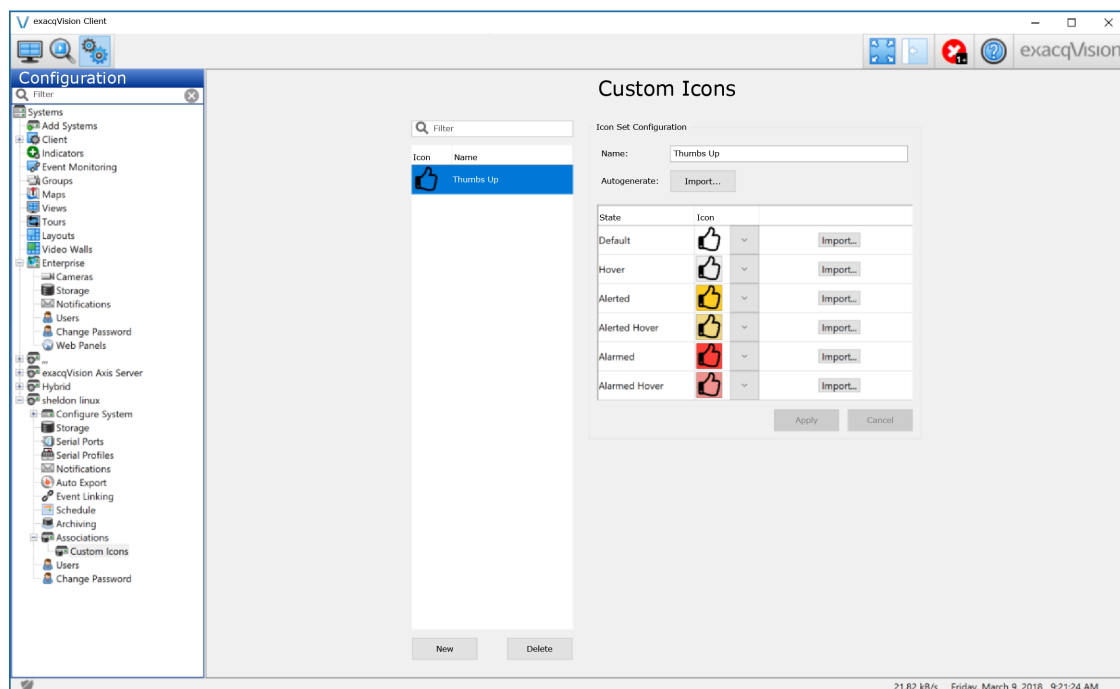 exacqVision Client
1+
?
exacqVision
Configuration
Filter
Systems
Add Systems
Client
Indicators
Event Monitoring
Groups
Maps
Views
Tours
Layouts
Video Walls
Enterprise
Cameras
Storage
Notifications
Users
Change Password
Web Panels
...
exacqVision Axis Server
Hybrid
sheldon linux
Configure System
Storage
Serial Ports
Serial Profiles
Notifications
Auto Export
Event Linking
Schedule
Archiving
Associations
Custom Icons
Users
Change Password
Custom Icons
Filter
Icon Name
Thumbs Up
New Delete
Icon Set Configuration
Name: Thumbs Up
Autogenerate: Import...
State Icon
Default Import...
Hover Import...
Alerted Import...
Alerted Hover Import...
Alarmed Import...
Alarmed Hover Import...
Apply Cancel
21.82 kB/s Friday, March 9, 2018 9:21:24 AM